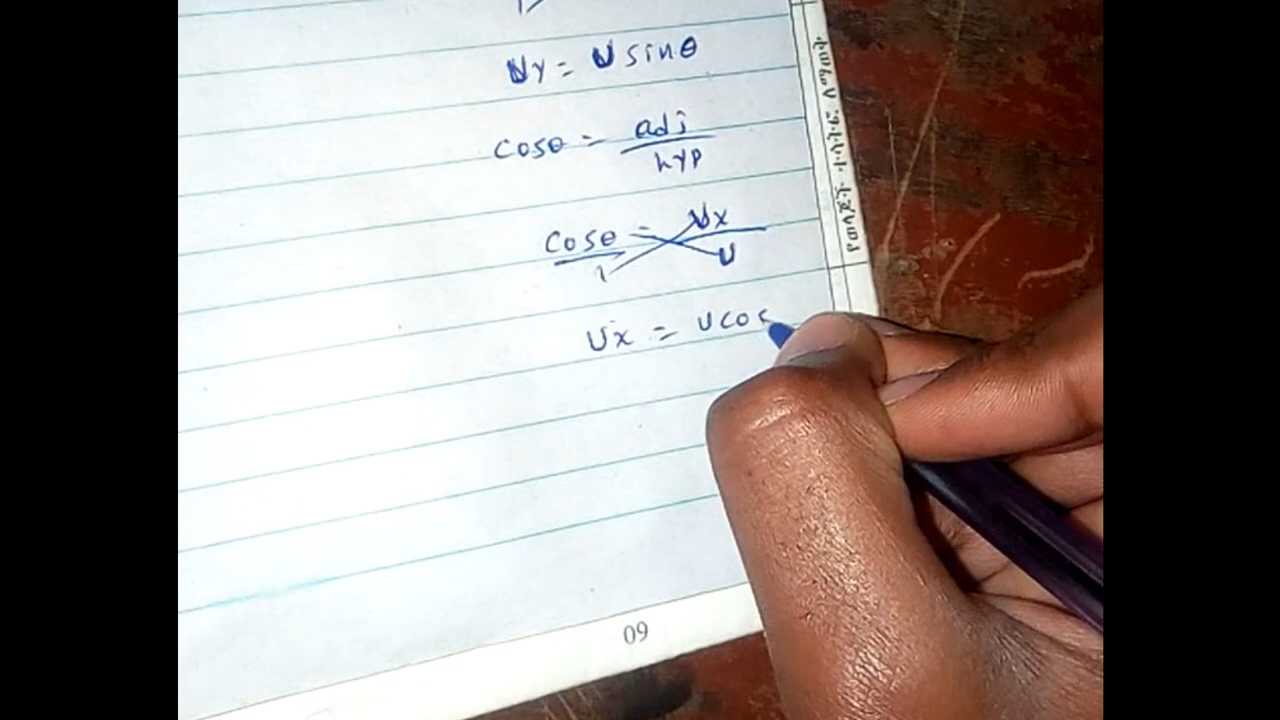 Uy = U sinθ
cosθ = adj
hyp
cosθ = Ux
1 U
Ux = U cos
09